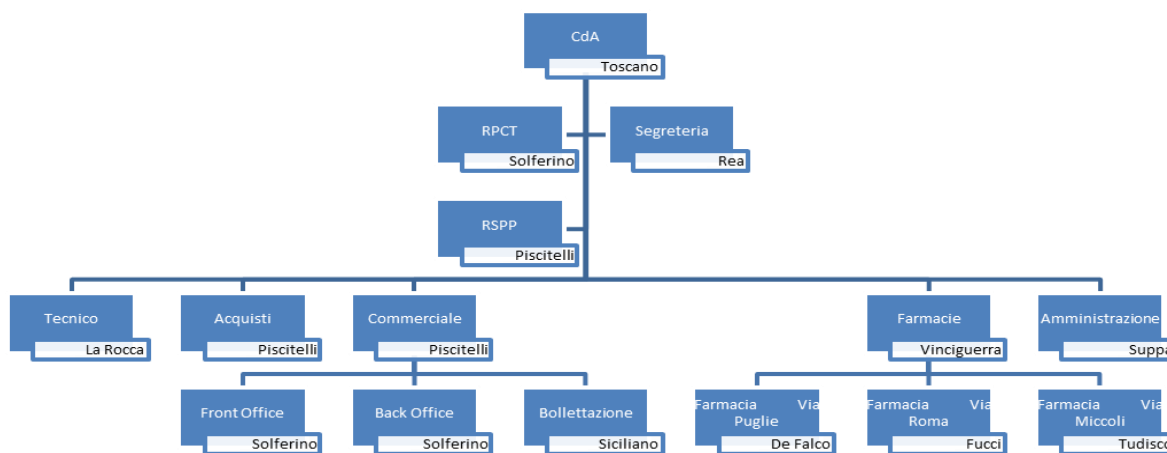 CdA
Toscano
RPCT
Solferino
Segreteria
Rea
RSPP
Piscitelli
Tecnico
La Rocca
Acquisti
Piscitelli
Commerciale
Piscitelli
Farmacie
Vinciguerra
Amministrazione
Suppa
Front Office
Solferino
Back Office
Solferino
Bollettazione
Siciliano
Farmacia Via
Puglie
De Falco
Farmacia Via
Roma
Fucci
Farmacia Via
Miccoli
Tudisco